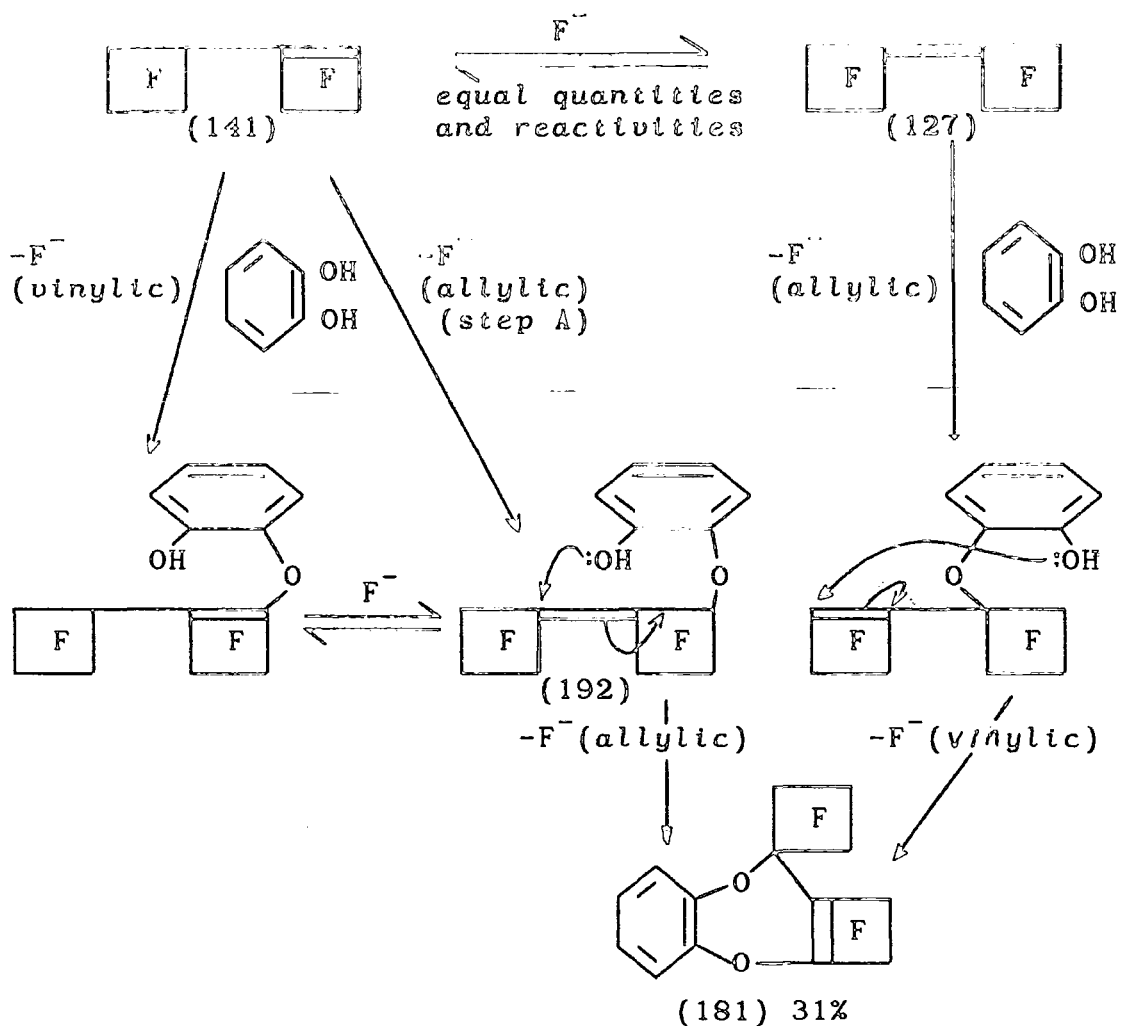 F⁻
F F F F
equal quantities
and reactivities
(141) (127)
-F⁻ -F⁻ -F⁻
(vinylic) (allylic) (allylic)
(step A)
OH OH
OH OH
OH :OH :OH
O O O
F⁻
F F F F F F
(192)
-F⁻(allylic) -F⁻(vinylic)
F
O
F
O
(181) 31%